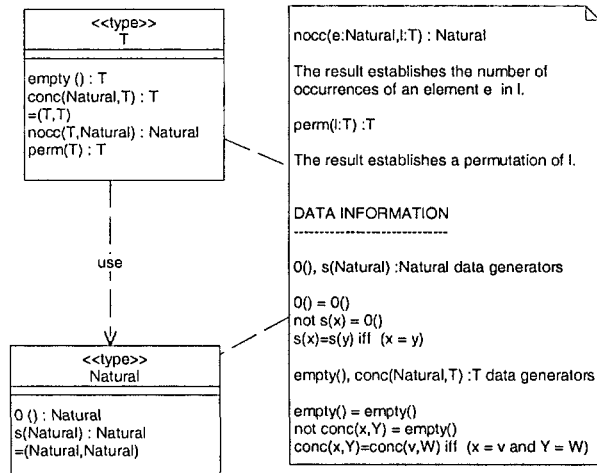 <<type>>
T
empty () : T
conc(Natural,T) : T
=(T,T)
nocc(T,Natural) : Natural
perm(T) : T
use
<<type>>
Natural
0 () : Natural
s(Natural) : Natural
=(Natural,Natural)
nocc(e:Natural,l:T) : Natural
The result establishes the number of
occurrences of an element e in l.
perm(l:T) :T
The result establishes a permutation of l.
DATA INFORMATION
------------------------------
0(), s(Natural) :Natural data generators
0() = 0()
not s(x) = 0()
s(x)=s(y) iff (x = y)
empty(), conc(Natural,T) :T data generators
empty() = empty()
not conc(x,Y) = empty()
conc(x,Y)=conc(v,W) iff (x = v and Y = W)